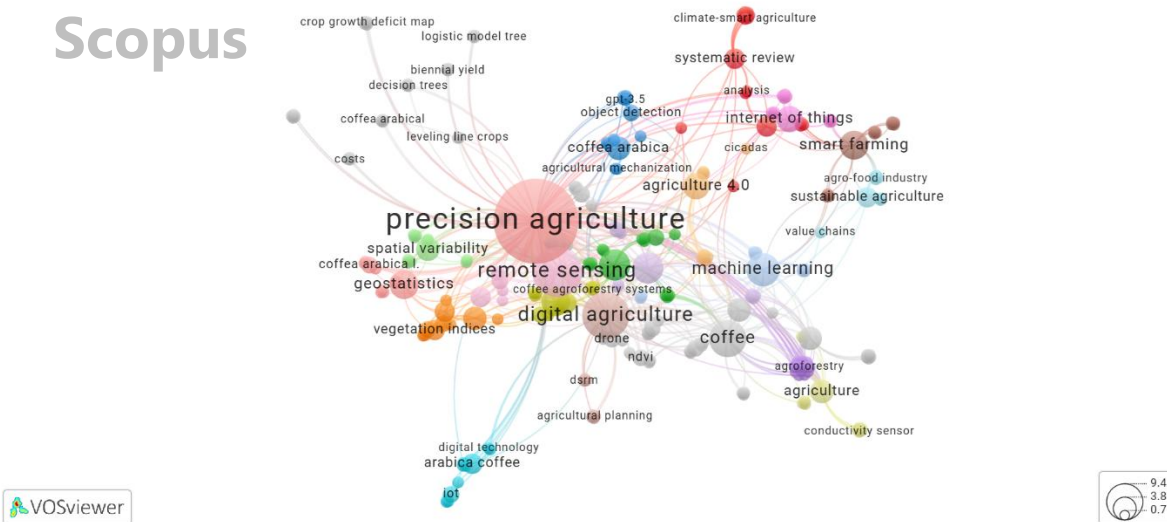 Scopus
crop growth deficit map
climate-smart agriculture
logistic model tree
systematic review
biennial yield
decision trees
analysis
gpt-3.5
object detection
coffea arabical
internet of things
leveling line crops
coffea arabica
cicadas
smart farming
costs
agricultural mechanization
agriculture 4.0
agro-food industry
sustainable agriculture
precision agriculture
value chains
spatial variability
coffea arabica l.
remote sensing
machine learning
geostatistics
coffee agroforestry systems
digital agriculture
vegetation indices
drone
coffee
ndvi
agroforestry
dsrm
agriculture
agricultural planning
conductivity sensor
digital technology
arabica coffee
iot
VOSviewer
9.4
3.8
0.7